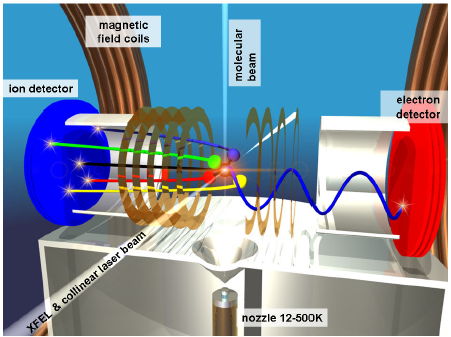 magnetic
field coils
molecular
beam
ion detector
electron
detector
XFEL & collinear laser beam
nozzle 12-500K